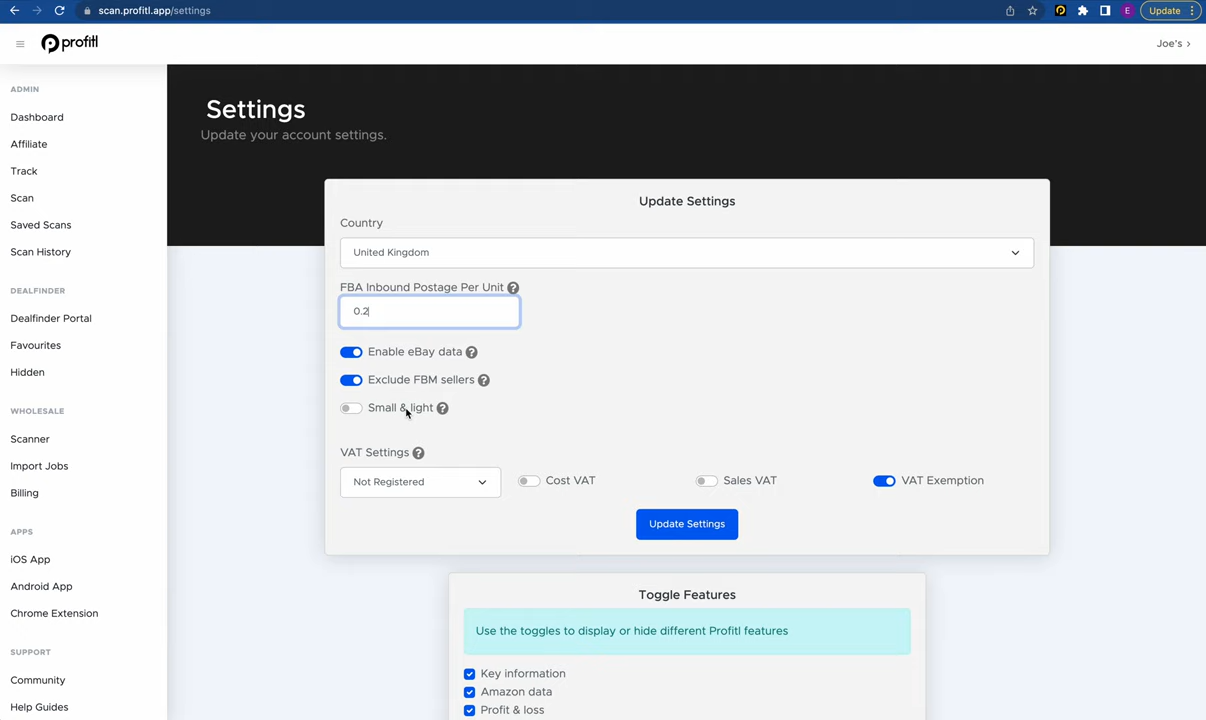 scan.profitl.app/settings
E
Update
profitl
Joe's >
ADMIN
Dashboard
Affiliate
Track
Scan
Saved Scans
Scan History
DEALFINDER
Dealfinder Portal
Favourites
Hidden
WHOLESALE
Scanner
Import Jobs
Billing
APPS
iOS App
Android App
Chrome Extension
SUPPORT
Community
Help Guides
Settings
Update your account settings.
Update Settings
Country
United Kingdom
FBA Inbound Postage Per Unit ?
0.2
Enable eBay data ?
Exclude FBM sellers ?
Small & light ?
VAT Settings ?
Not Registered
Cost VAT
Sales VAT
VAT Exemption
Update Settings
Toggle Features
Use the toggles to display or hide different Profitl features
Key information
Amazon data
Profit & loss